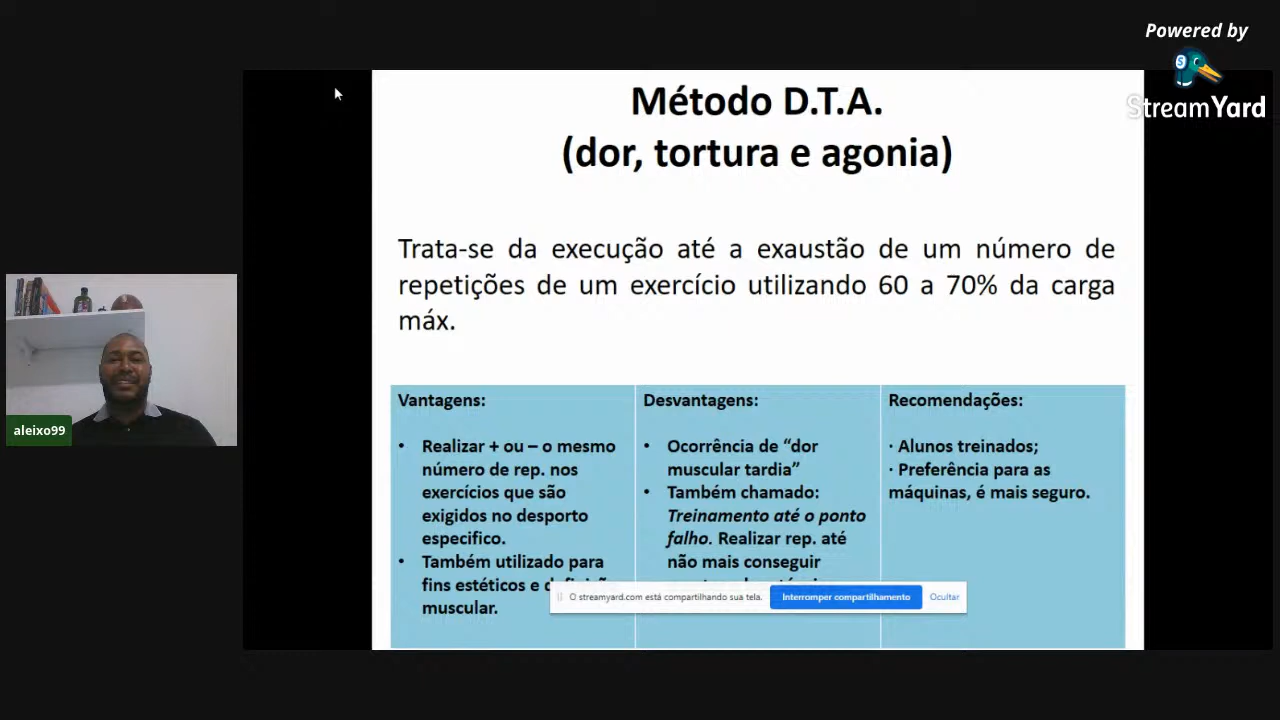 Powered by
StreamYard
Método D.T.A.
(dor, tortura e agonia)
Trata-se da execução até a exaustão de um número de
repetições de um exercício utilizando 60 a 70% da carga
máx.
Vantagens:
• Realizar + ou – o mesmo
número de rep. nos
exercícios que são
exigidos no desporto
especifico.
• Também utilizado para
fins estéticos e
muscular.
Desvantagens:
• Ocorrência de “dor
muscular tardia”
• Também chamado:
Treinamento até o ponto
falho. Realizar rep. até
não mais conseguir
Recomendações:
· Alunos treinados;
· Preferência para as
máquinas, é mais seguro.
O streamyard.com está compartilhando sua tela.
Interromper compartilhamento
Ocultar
aleixo99